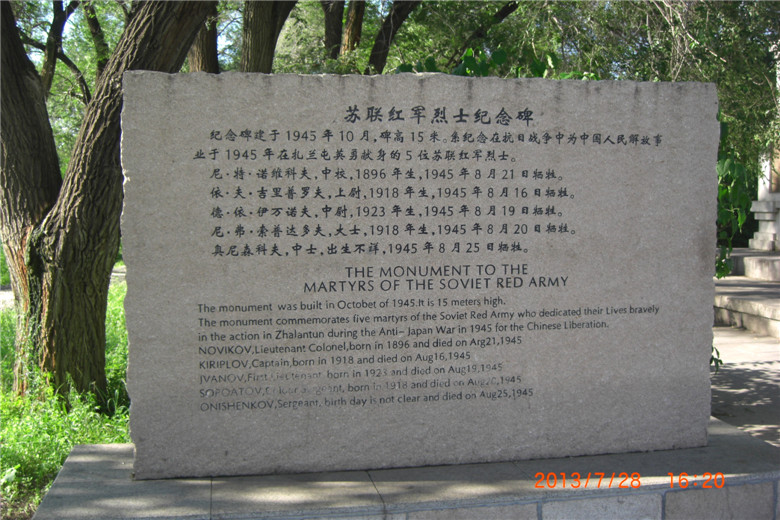 苏联红军烈士纪念碑
纪念碑建于1945年10月,碑高15米。系纪念在抗日战争中为中国人民解放事
业于1945年在扎兰屯英勇献身的5位苏联红军烈士。
尼·特·诺维科夫,中校,1896年生,1945年8月21日牺牲。
依·夫·吉里普罗夫,上尉,1918年生,1945年8月16日牺牲。
德·依·伊万诺夫,中尉,1923年生,1945年8月19日牺牲。
尼·弗·索普达多夫,大士,1918年生,1945年8月20日牺牲。
奥尼森科夫,中士,出生不祥,1945年8月25日牺牲。
THE MONUMENT TO THE
MARTYRS OF THE SOVIET RED ARMY
The monument was built in Octobet of 1945.It is 15 meters high.
The monument commemorates five martyrs of the Soviet Red Army who dedicated their Lives bravely
in the action in Zhalantun during the Anti-Japan War in 1945 for the Chinese Liberation.
NOVIKOV,Lieutenant Colonel,born in 1896 and died on Arg21,1945
KIRIPLOV,Captain,born in 1918 and died on Aug16,1945
IVANOV,First Lieutenant, born in 1923 and died on Aug19,1945
SOPDATOV, Sergeant, born in 1918 and died on Aug20,1945
ONISHENKOV,Sergeant, birth day is not clear and died on Aug25,1945
2013/7/28 16:20